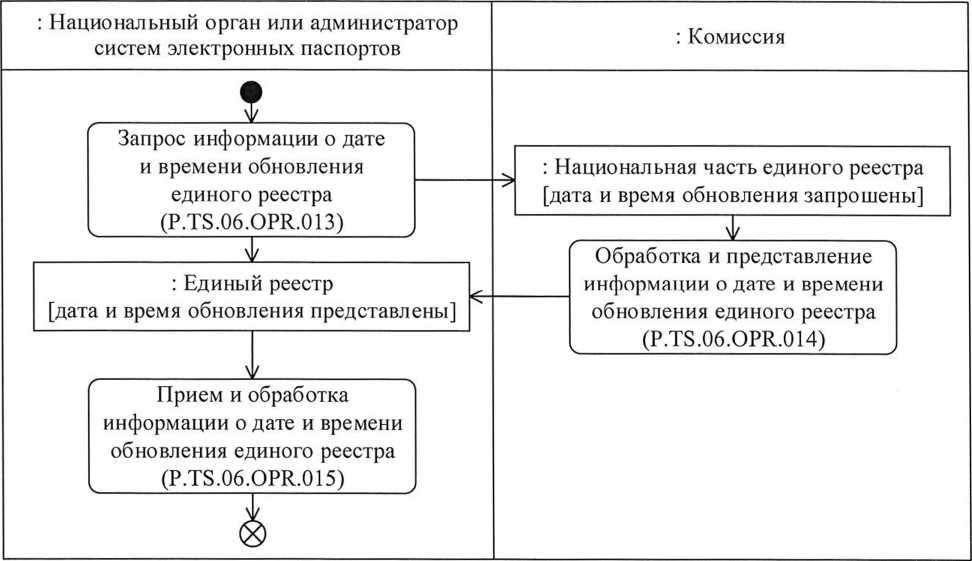 : Национальный орган или администратор
систем электронных паспортов
: Комиссия
Запрос информации о дате
и времени обновления
единого реестра
(P.TS.06.OPR.013)
: Национальная часть единого реестра
[дата и время обновления запрошены]
Обработка и представление
информации о дате и времени
обновления единого реестра
(P.TS.06.OPR.014)
: Единый реестр
[дата и время обновления представлены]
Прием и обработка
информации о дате и времени
обновления единого реестра
(P.TS.06.OPR.015)